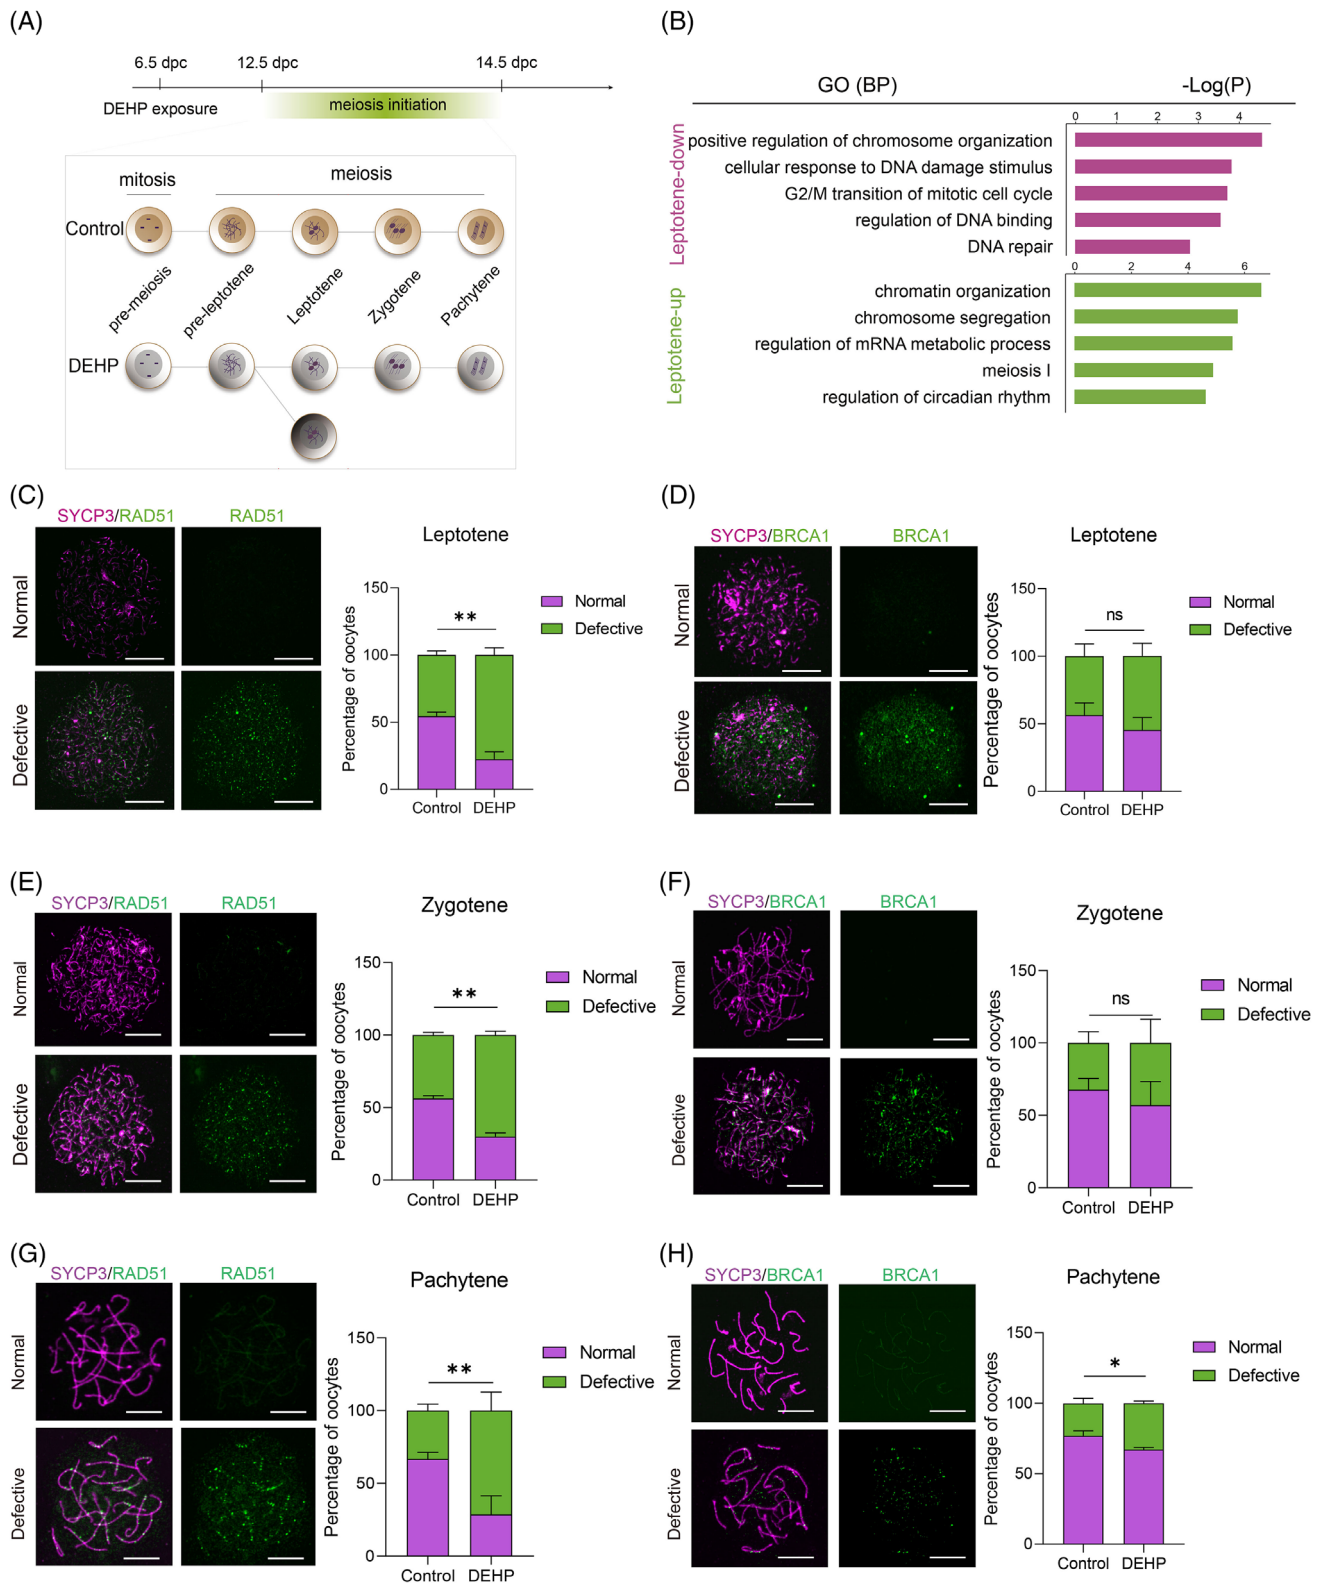 (A)
6.5 dpc 12.5 dpc 14.5 dpc
DEHP exposure meiosis initiation
mitosis meiosis
Control
pre-meiosis pre-leptotene Leptotene Zygotene Pachytene
DEHP
(B)
GO (BP) -Log(P)
Leptotene-down
0 1 2 3 4
positive regulation of chromosome organization
cellular response to DNA damage stimulus
G2/M transition of mitotic cell cycle
regulation of DNA binding
DNA repair
Leptotene-up
0 2 4 6
chromatin organization
chromosome segregation
regulation of mRNA metabolic process
meiosis I
regulation of circadian rhythm
(C)
SYCP3/RAD51 RAD51
Normal
Defective
Leptotene
Percentage of oocytes
150
100
50
0
**
Control DEHP
Normal
Defective
(D)
SYCP3/BRCA1 BRCA1
Normal
Defective
Leptotene
Percentage of oocytes
150
100
50
0
ns
Control DEHP
Normal
Defective
(E)
SYCP3/RAD51 RAD51
Normal
Defective
Zygotene
Percentage of oocytes
150
100
50
0
**
Control DEHP
Normal
Defective
(F)
SYCP3/BRCA1 BRCA1
Normal
Defective
Zygotene
Percentage of oocytes
150
100
50
0
ns
Control DEHP
Normal
Defective
(G)
SYCP3/RAD51 RAD51
Normal
Defective
Pachytene
Percentage of oocytes
150
100
50
0
**
Control DEHP
Normal
Defective
(H)
SYCP3/BRCA1 BRCA1
Normal
Defective
Pachytene
Percentage of oocytes
150
100
50
0
*
Control DEHP
Normal
Defective